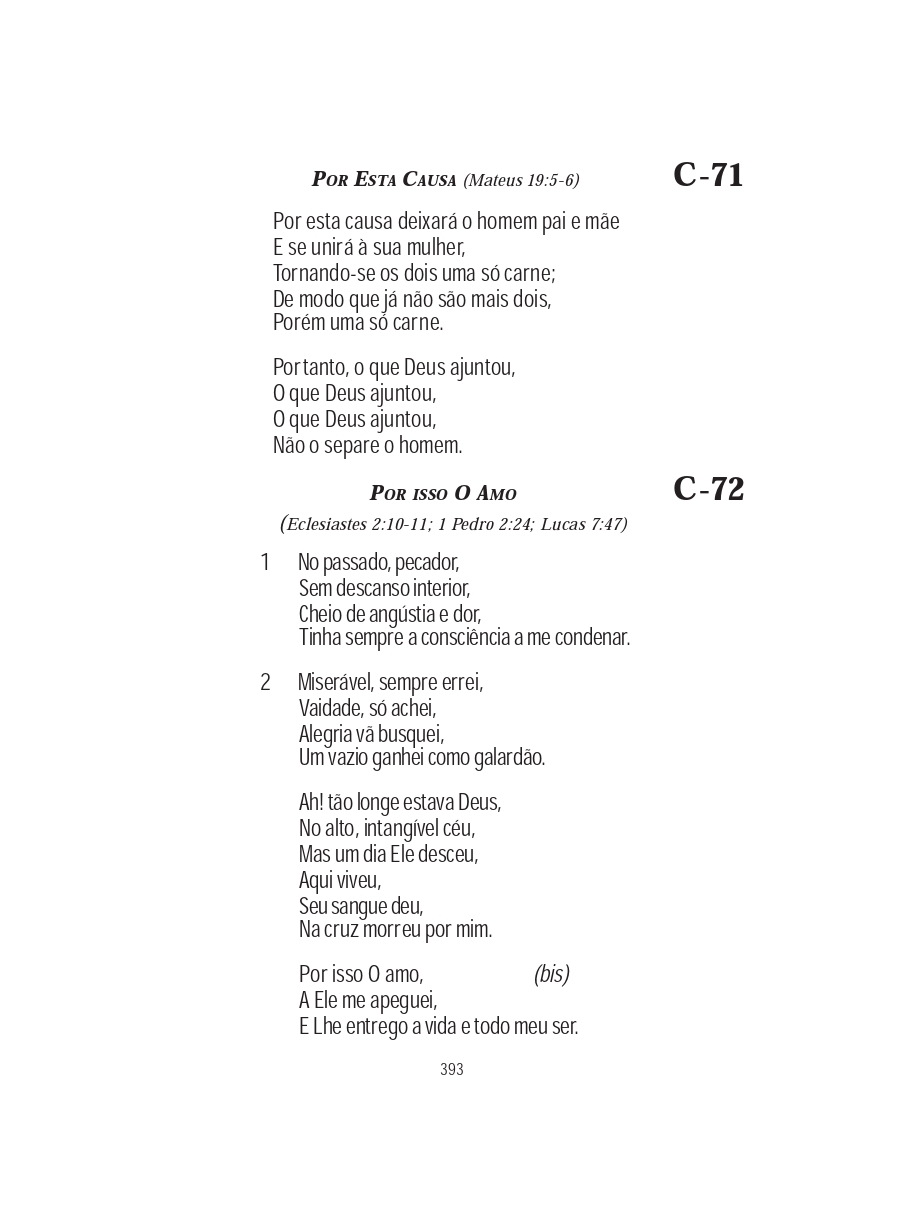 POR ESTA CAUSA (Mateus 19:5-6) C-71
Por esta causa deixará o homem pai e mãe
E se unirá à sua mulher,
Tornando-se os dois uma só carne;
De modo que já não são mais dois,
Porém uma só carne.
Portanto, o que Deus ajuntou,
O que Deus ajuntou,
O que Deus ajuntou,
Não o separe o homem.
POR ISSO O AMO C-72
(Eclesiastes 2:10-11; 1 Pedro 2:24; Lucas 7:47)
1 No passado, pecador,
Sem descanso interior,
Cheio de angústia e dor,
Tinha sempre a consciência a me condenar.
2 Miserável, sempre errei,
Vaidade, só achei,
Alegria vã busquei,
Um vazio ganhei como galardão.
Ah! tão longe estava Deus,
No alto, intangível céu,
Mas um dia Ele desceu,
Aqui viveu,
Seu sangue deu,
Na cruz morreu por mim.
Por isso O amo, (bis)
A Ele me apeguei,
E Lhe entrego a vida e todo meu ser.
393